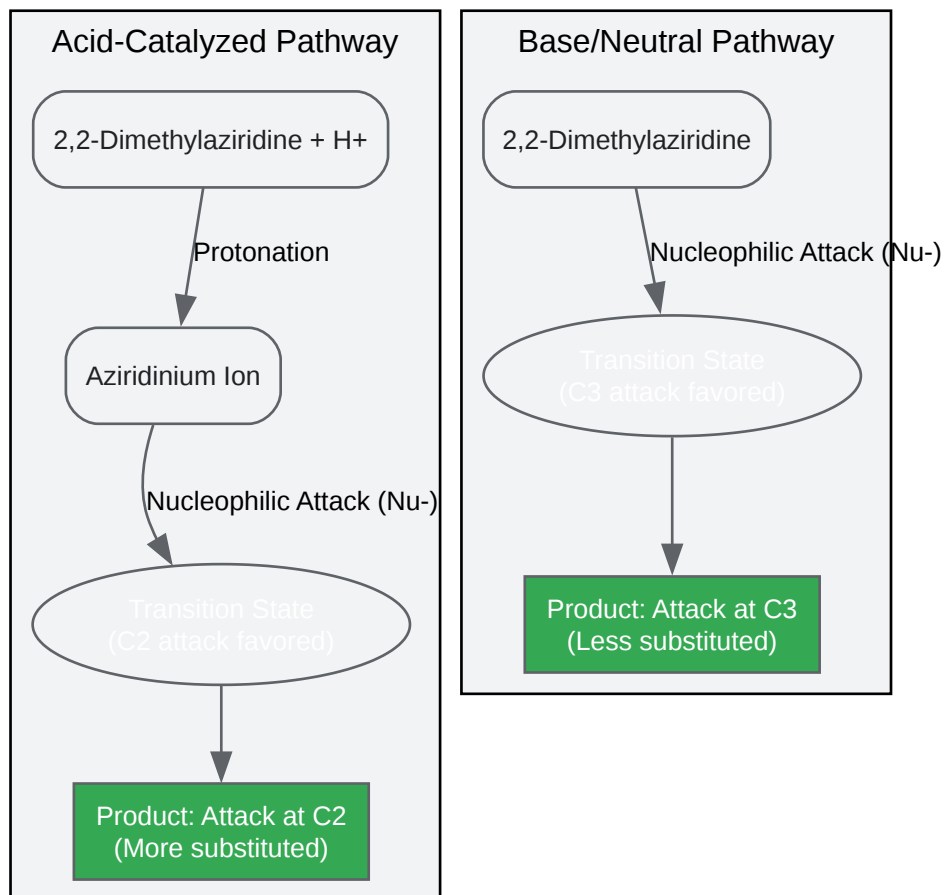 Acid-Catalyzed Pathway
2,2-Dimethylaziridine + H+
Protonation
Aziridinium Ion
Nucleophilic Attack (Nu-)
Transition State
(C2 attack favored)
Product: Attack at C2
(More substituted)
Base/Neutral Pathway
2,2-Dimethylaziridine
Nucleophilic Attack (Nu-)
Transition State
(C3 attack favored)
Product: Attack at C3
(Less substituted)